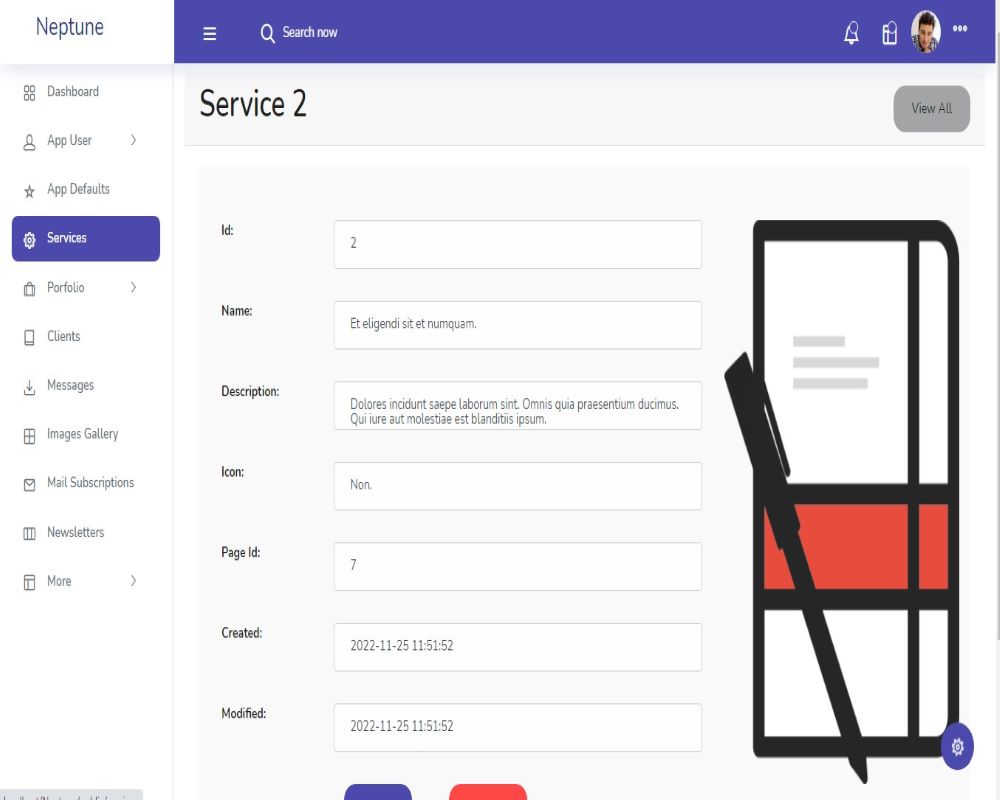 Neptune
Search now
Dashboard
App User
App Defaults
Services
Porfolio
Clients
Messages
Images Gallery
Mail Subscriptions
Newsletters
More
Service 2
View All
Id:
2
Name:
Et eligendi sit et numquam.
Description:
Dolores incidunt saepe laborum sint. Omnis quia praesentium ducimus.
Qui iure aut molestiae est blanditiis ipsum.
Icon:
Non.
Page Id:
7
Created:
2022-11-25 11:51:52
Modified:
2022-11-25 11:51:52